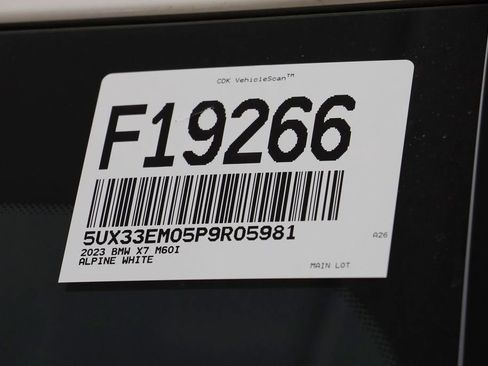 CDK VehicleScan™
F19266
5UX33EM05P9R05981
A26
2023 BMW X7 M60I
ALPINE WHITE
MAIN LOT